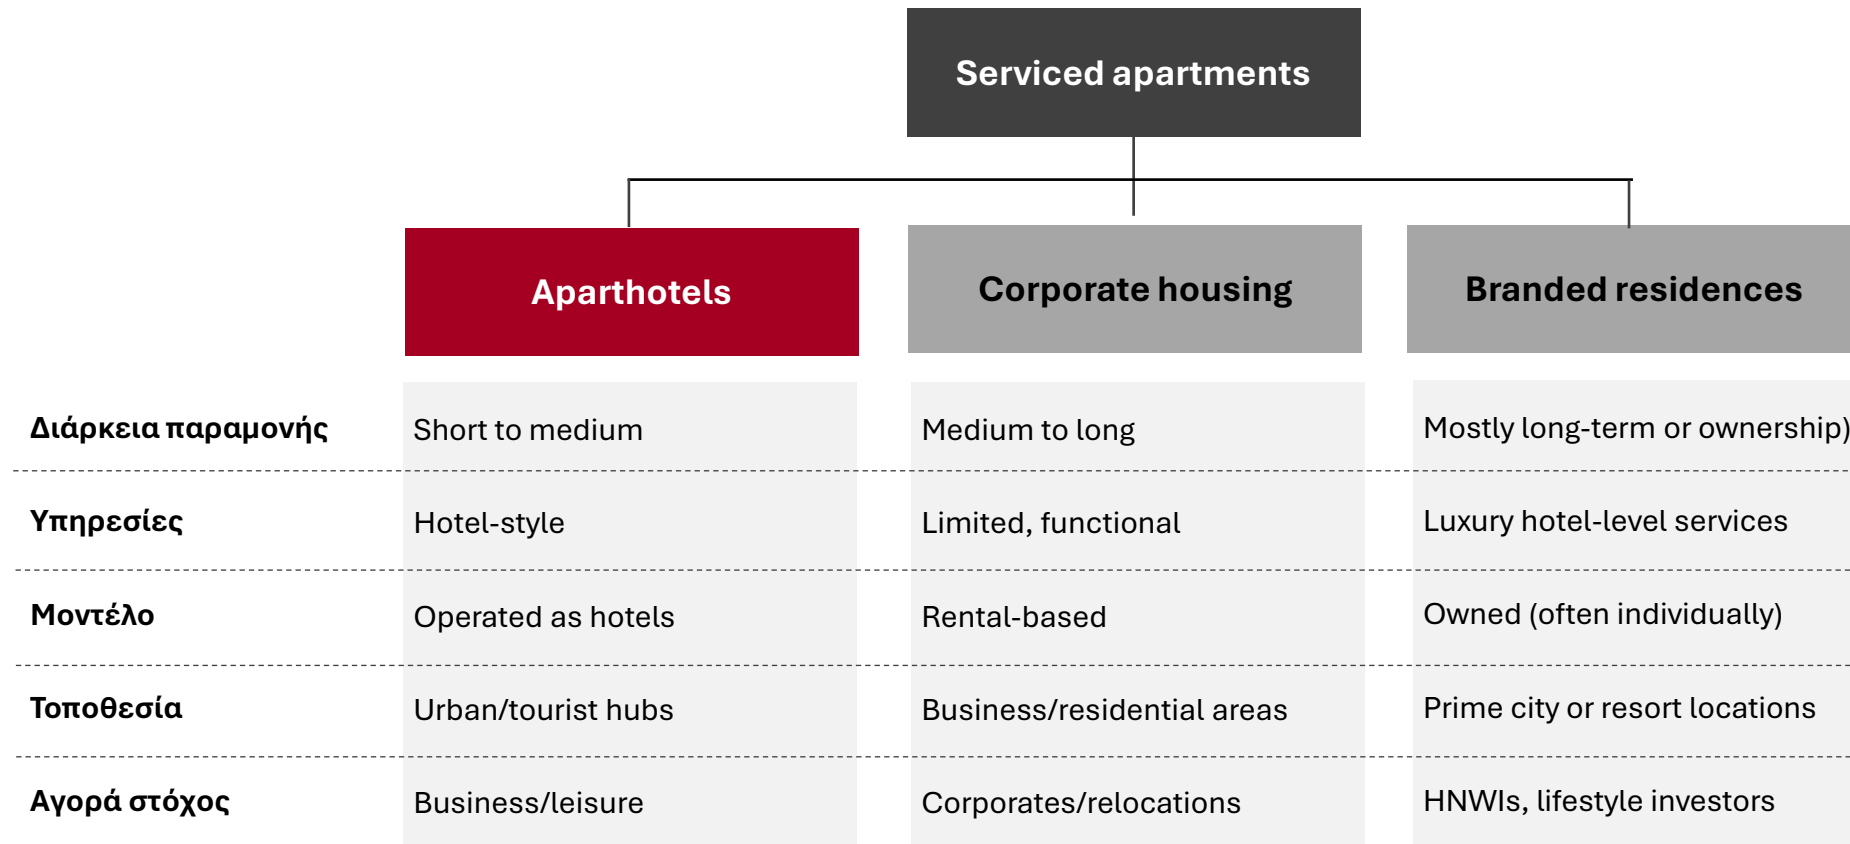 Serviced apartments
Aparthotels
Corporate housing
Branded residences
Διάρκεια παραμονής
Short to medium
Medium to long
Mostly long-term or ownership)
Υπηρεσίες
Hotel-style
Limited, functional
Luxury hotel-level services
Μοντέλο
Operated as hotels
Rental-based
Owned (often individually)
Τοποθεσία
Urban/tourist hubs
Business/residential areas
Prime city or resort locations
Αγορά στόχος
Business/leisure
Corporates/relocations
HNWIs, lifestyle investors